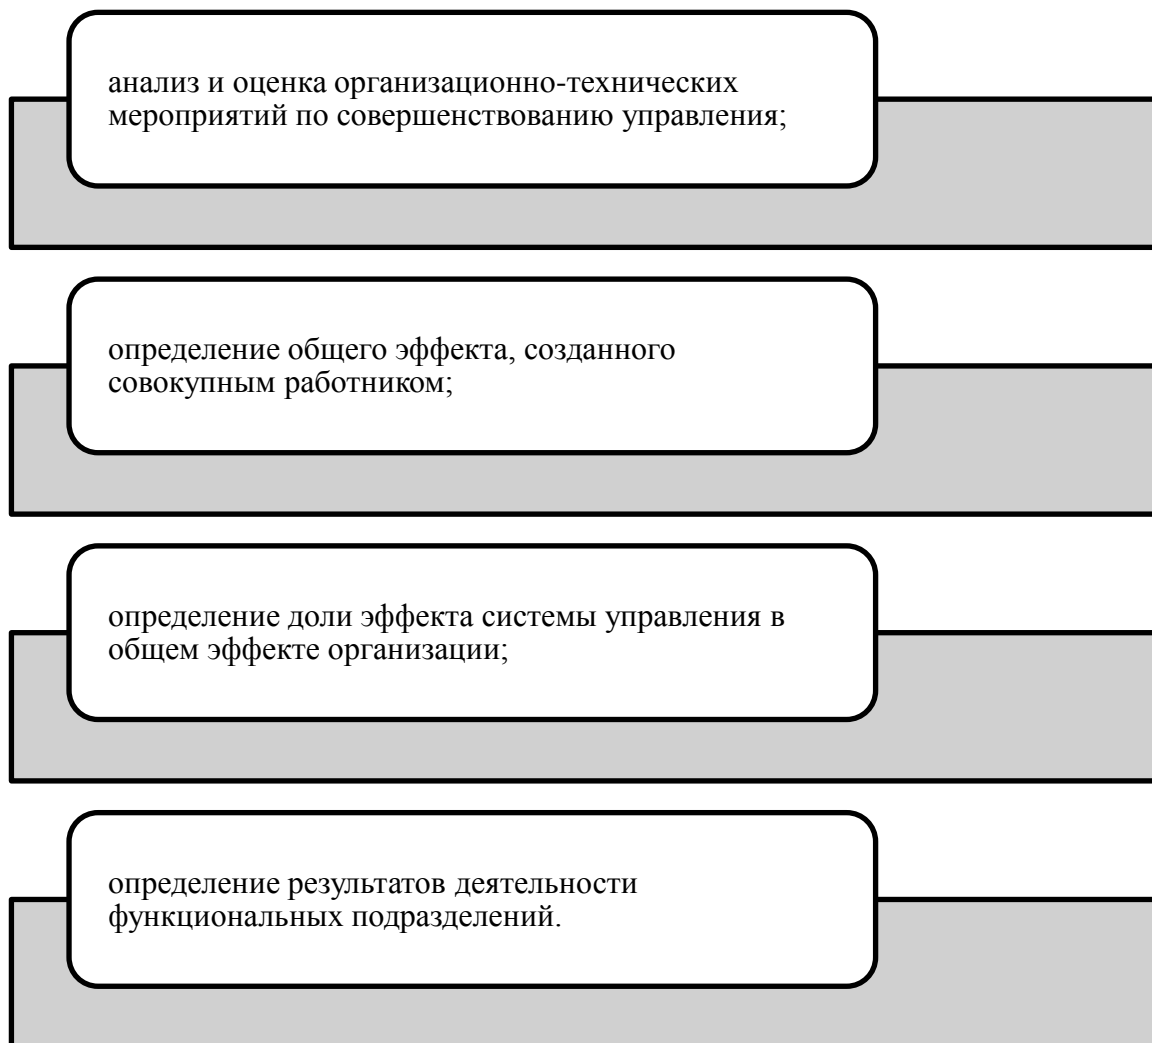 анализ и оценка организационно-технических
мероприятий по совершенствованию управления;
определение общего эффекта, созданного
совокупным работником;
определение доли эффекта системы управления в
общем эффекте организации;
определение результатов деятельности
функциональных подразделений.